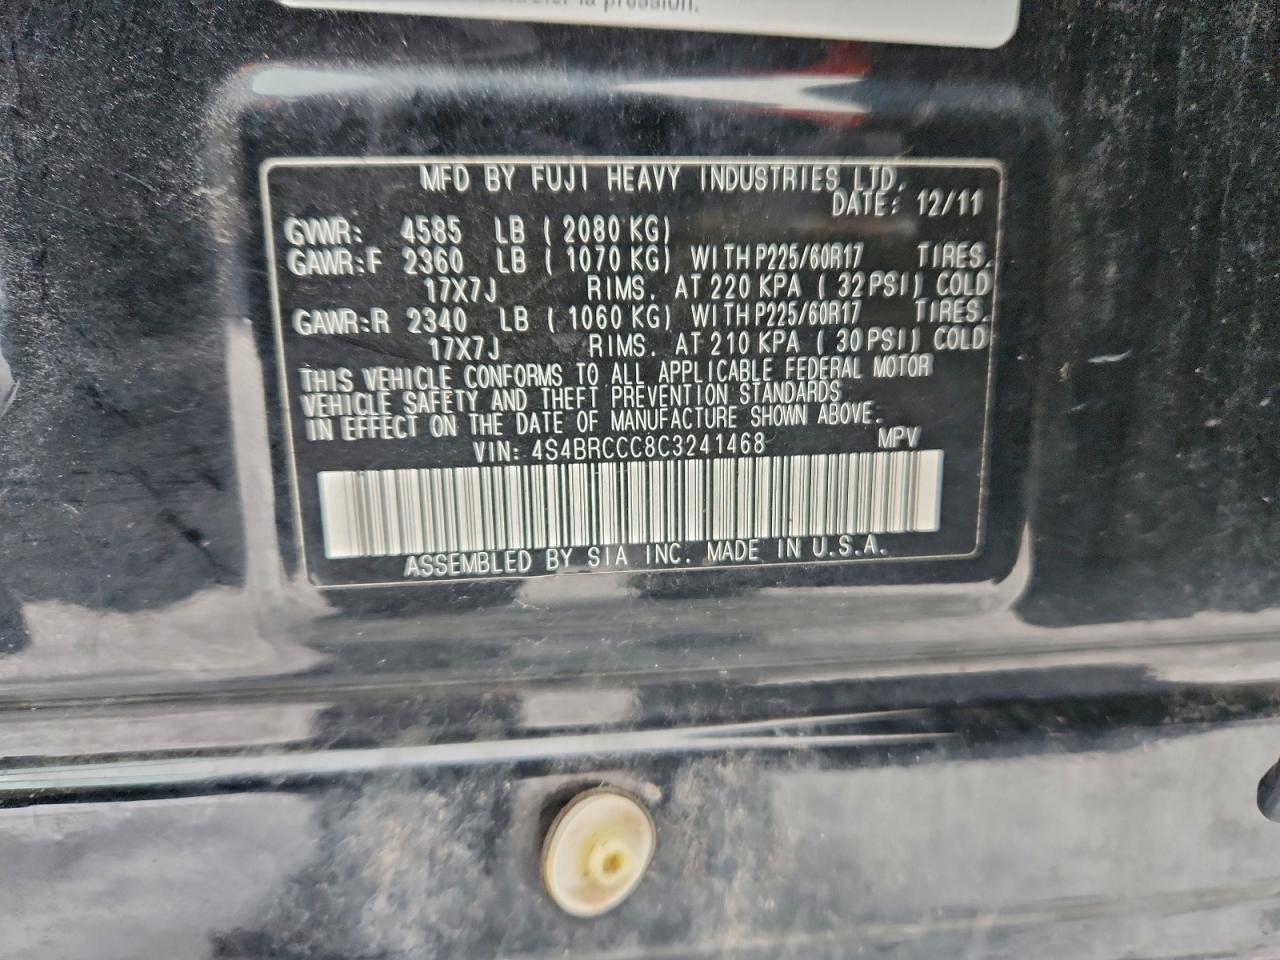 la pression.
MFD BY FUJI HEAVY INDUSTRIES LTD.
DATE: 12/11
GVWR: 4585 LB ( 2080 KG)
GAWR:F 2360 LB ( 1070 KG) WITH P225/60R17 TIRES.
17X7J RIMS. AT 220 KPA ( 32 PSI) COLD
GAWR:R 2340 LB ( 1060 KG) WITH P225/60R17 TIRES.
17X7J RIMS. AT 210 KPA ( 30 PSI) COLD
THIS VEHICLE CONFORMS TO ALL APPLICABLE FEDERAL MOTOR
VEHICLE SAFETY AND THEFT PREVENTION STANDARDS
IN EFFECT ON THE DATE OF MANUFACTURE SHOWN ABOVE.
VIN: 4S4BRCCC8C3241468 MPV
ASSEMBLED BY SIA INC. MADE IN U.S.A.